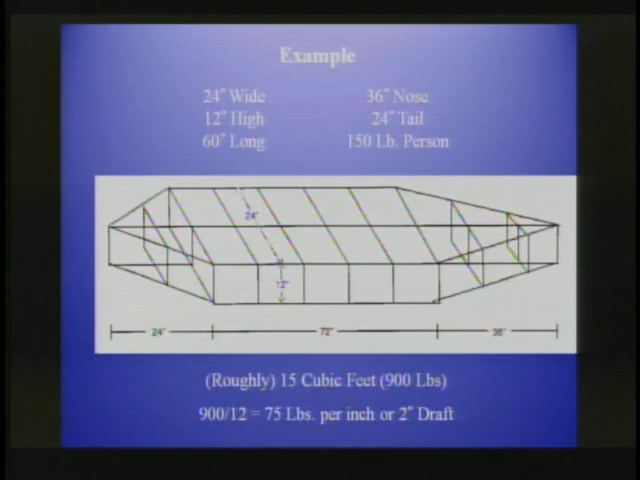 Example
24" Wide
12" High
60" Long
36" Nose
24" Tail
150 Lb. Person
24"
12"
24"
72"
36"
(Roughly) 15 Cubic Feet (900 Lbs)
900/12 = 75 Lbs. per inch or 2" Draft